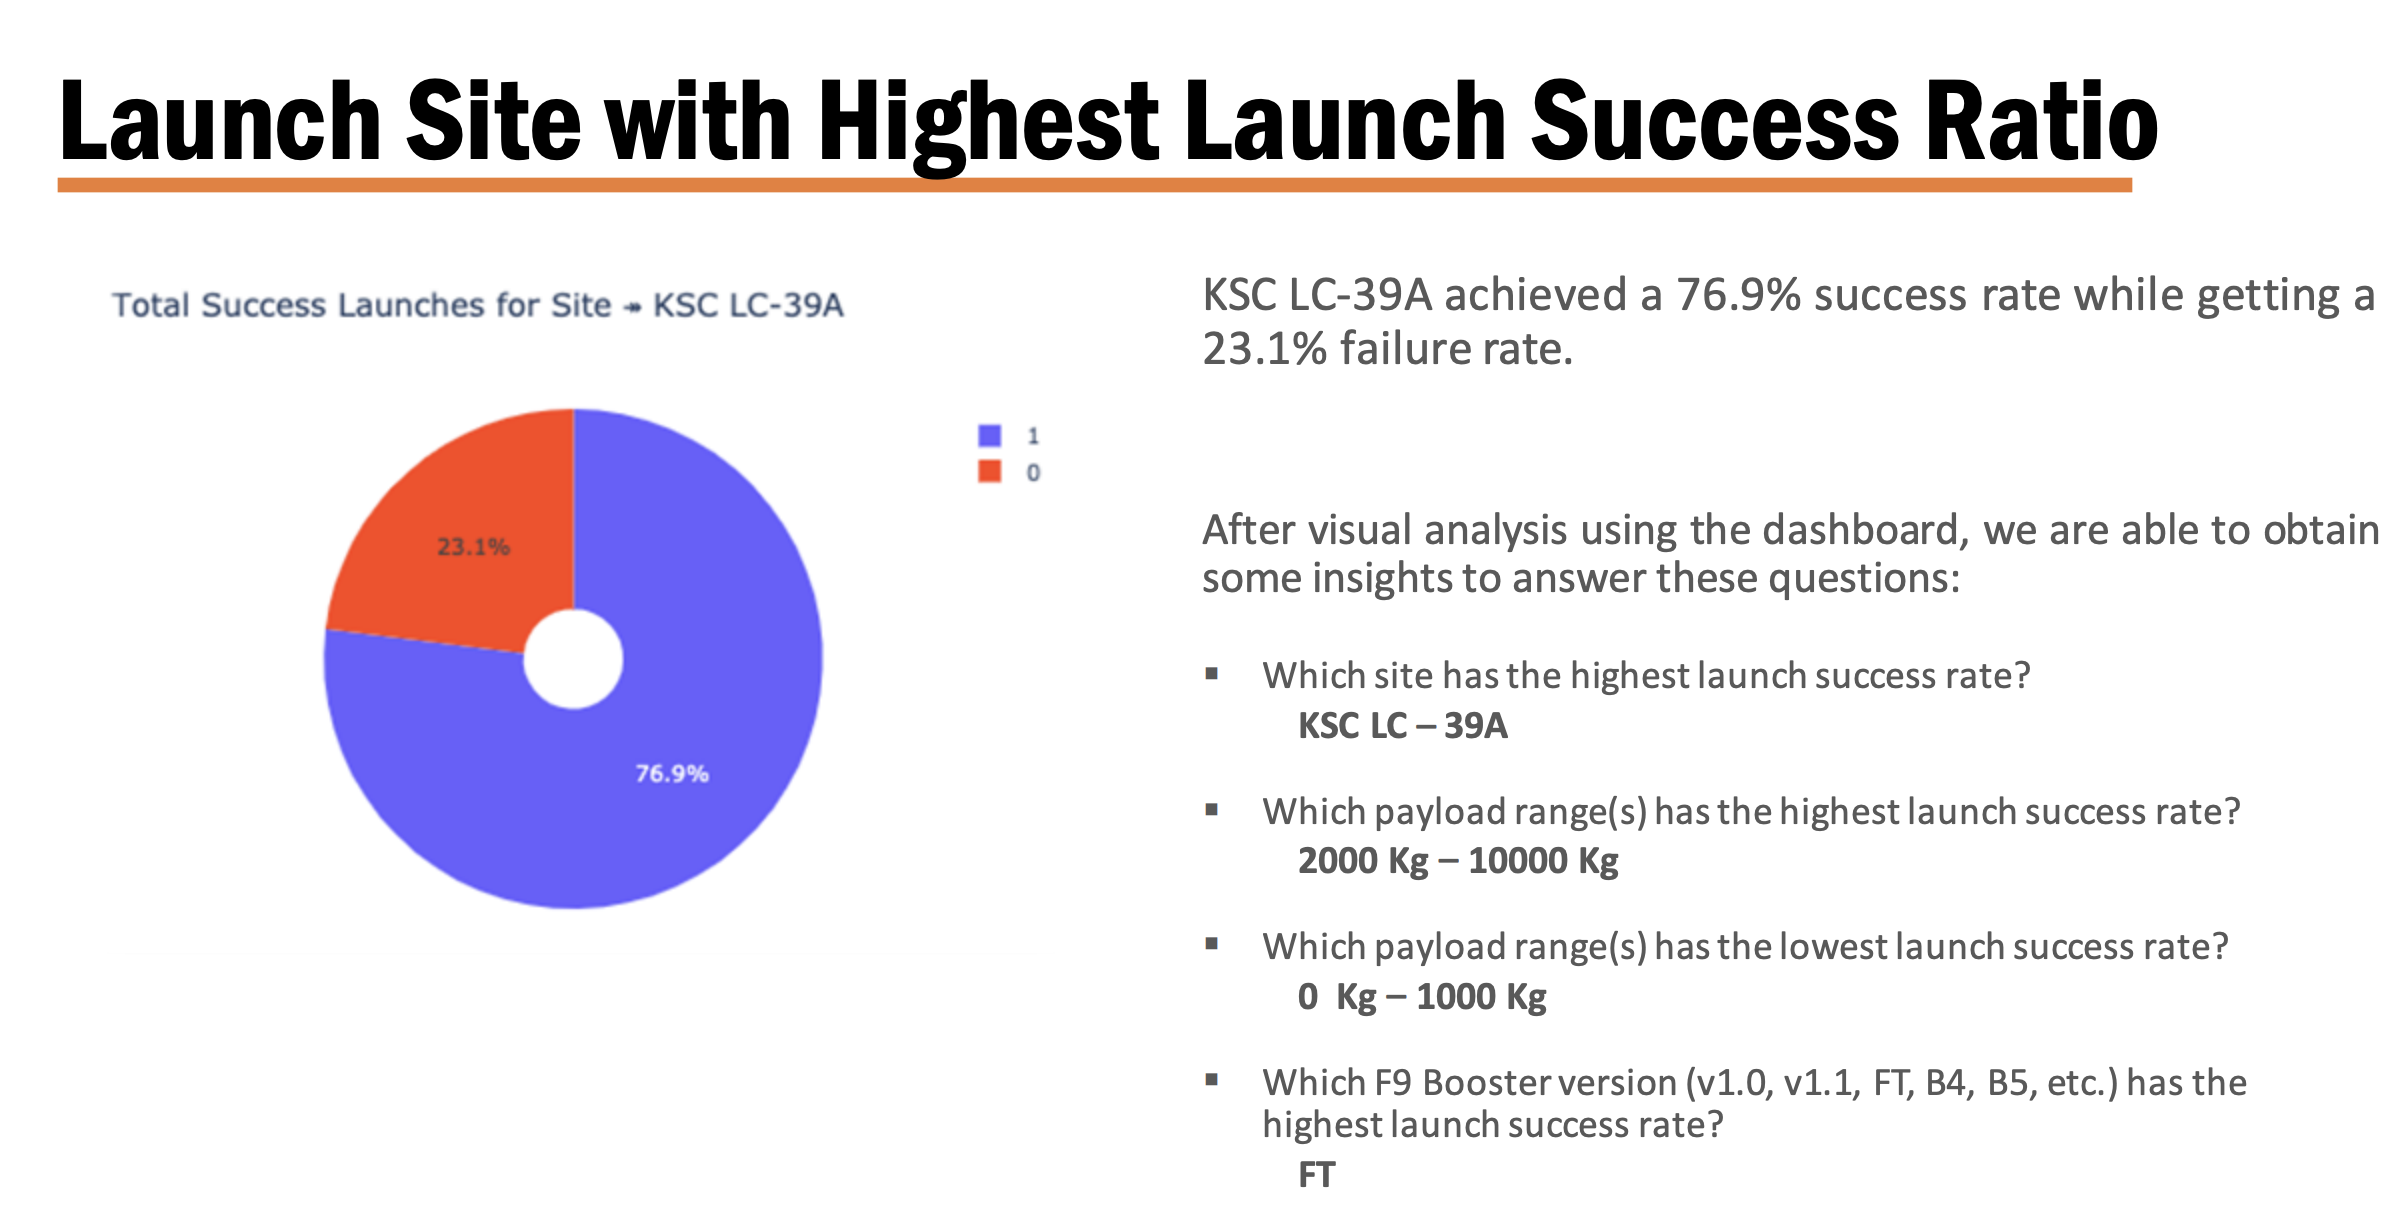 Launch Site with Highest Launch Success Ratio
Total Success Launches for Site ↠ KSC LC-39A
1
0
23.1%
76.9%
KSC LC-39A achieved a 76.9% success rate while getting a
23.1% failure rate.
After visual analysis using the dashboard, we are able to obtain
some insights to answer these questions:
▪ Which site has the highest launch success rate?
KSC LC – 39A
▪ Which payload range(s) has the highest launch success rate?
2000 Kg – 10000 Kg
▪ Which payload range(s) has the lowest launch success rate?
0 Kg – 1000 Kg
▪ Which F9 Booster version (v1.0, v1.1, FT, B4, B5, etc.) has the
highest launch success rate?
FT